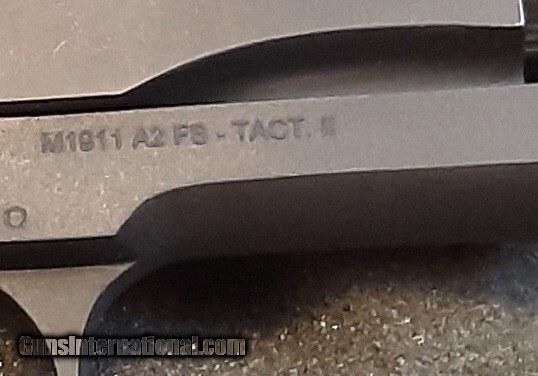 M1911 A2 FS - TACT. II
O
GunsInternational.com